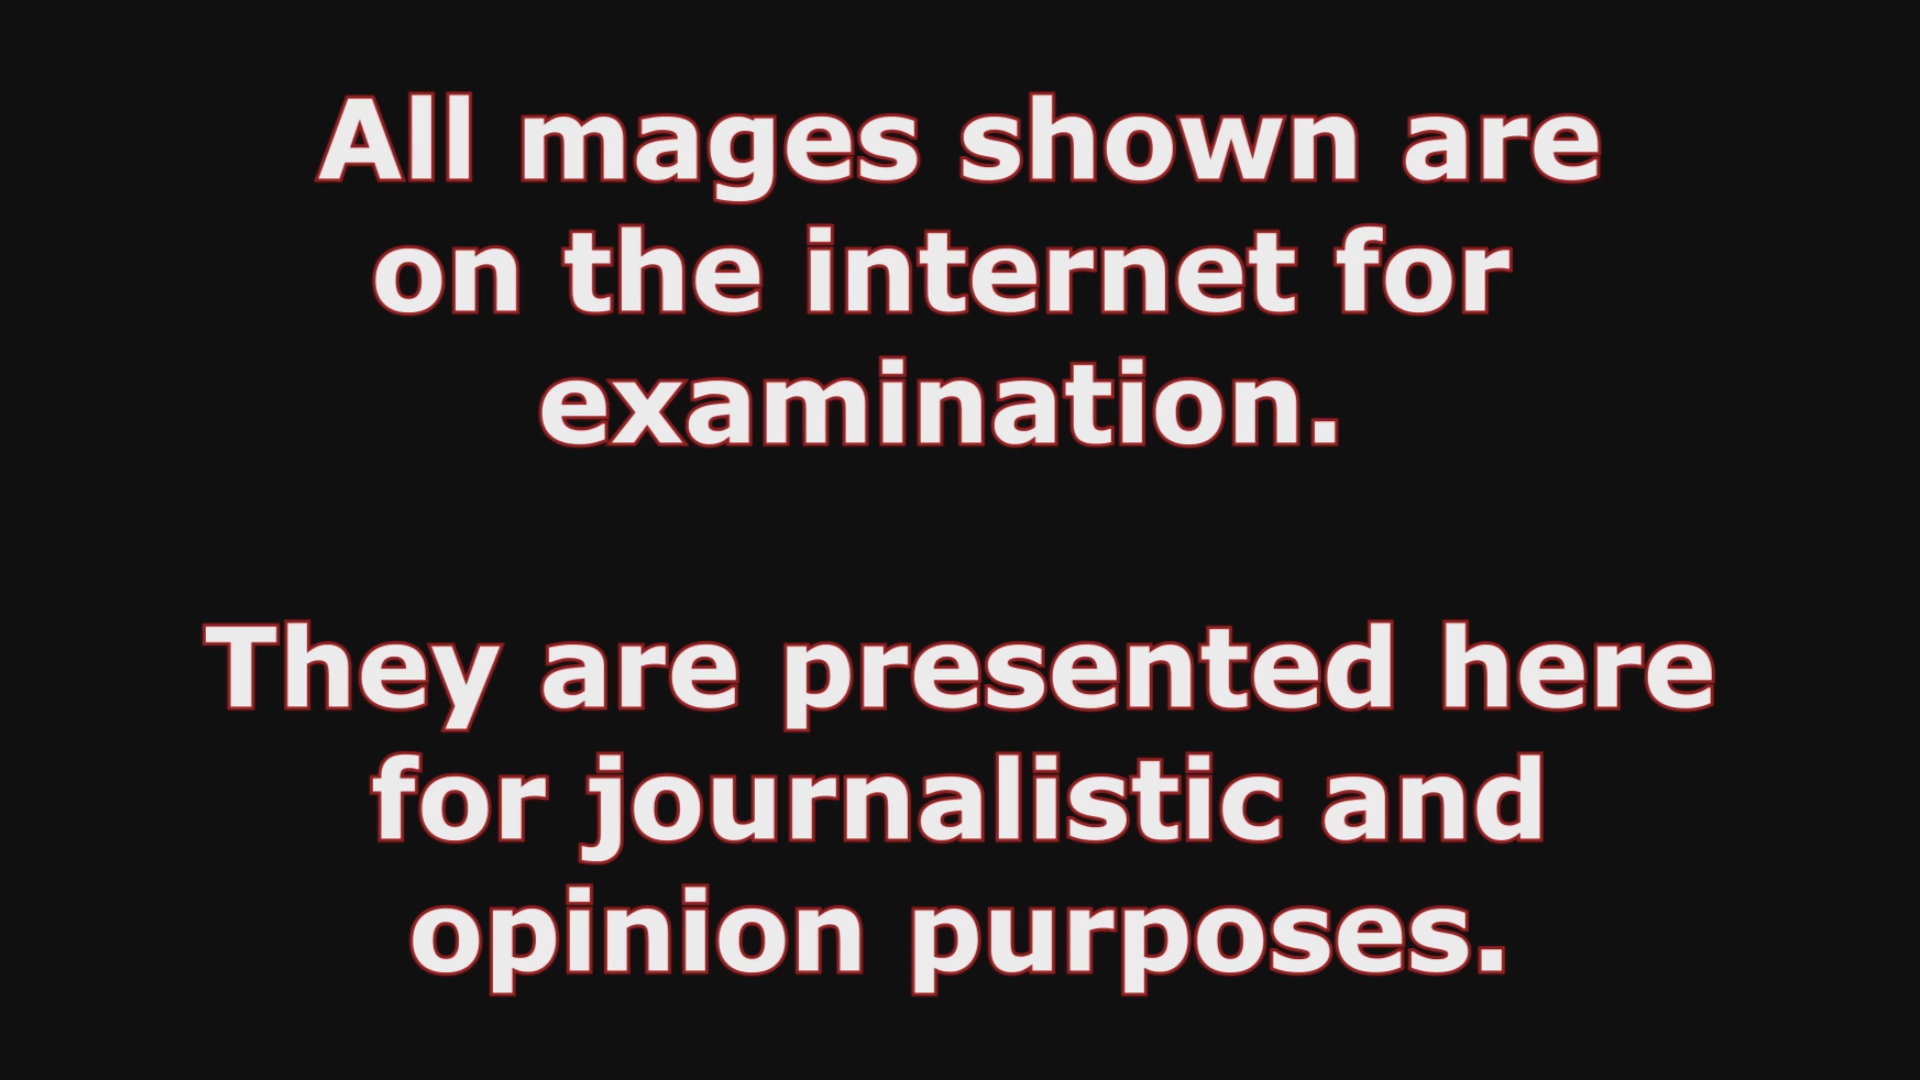 All mages shown are
on the internet for
examination.
They are presented here
for journalistic and
opinion purposes.